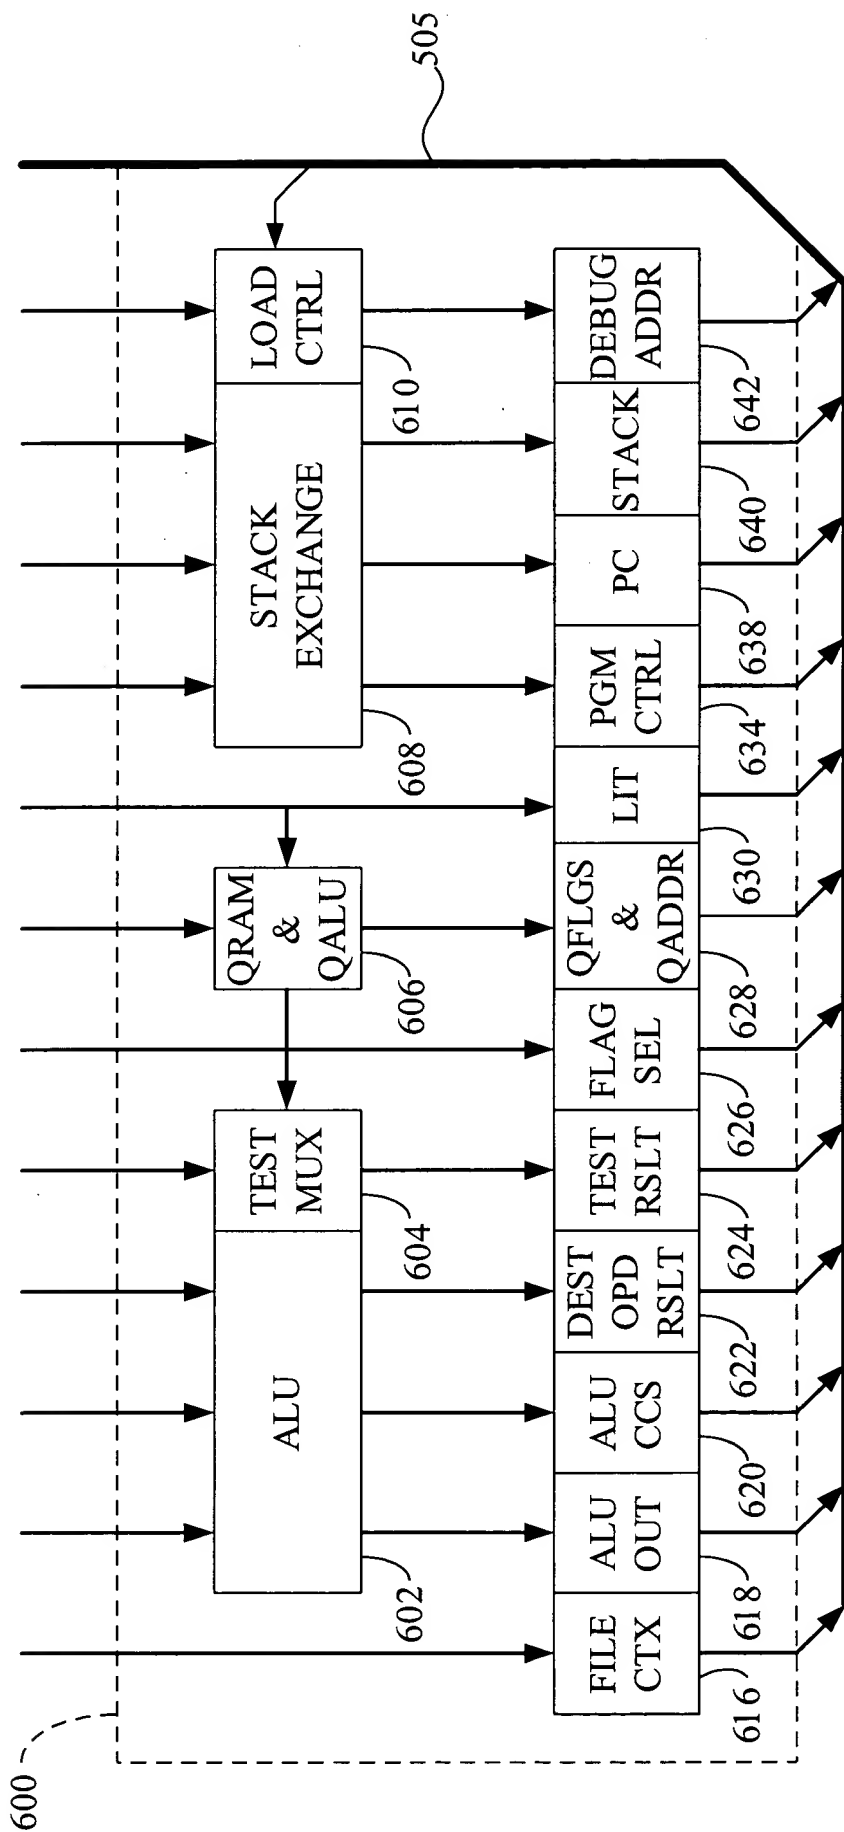 600
505
ALU
TEST
MUX
QRAM
&
QALU
STACK
EXCHANGE
LOAD
CTRL
602
604
606
608
610
FILE
CTX
ALU
OUT
ALU
CCS
DEST
OPD
RSLT
TEST
RSLT
FLAG
SEL
QFLGS
&
QADDR
LIT
PGM
CTRL
PC
STACK
DEBUG
ADDR
616
618
620
622
624
626
628
630
634
638
640
642